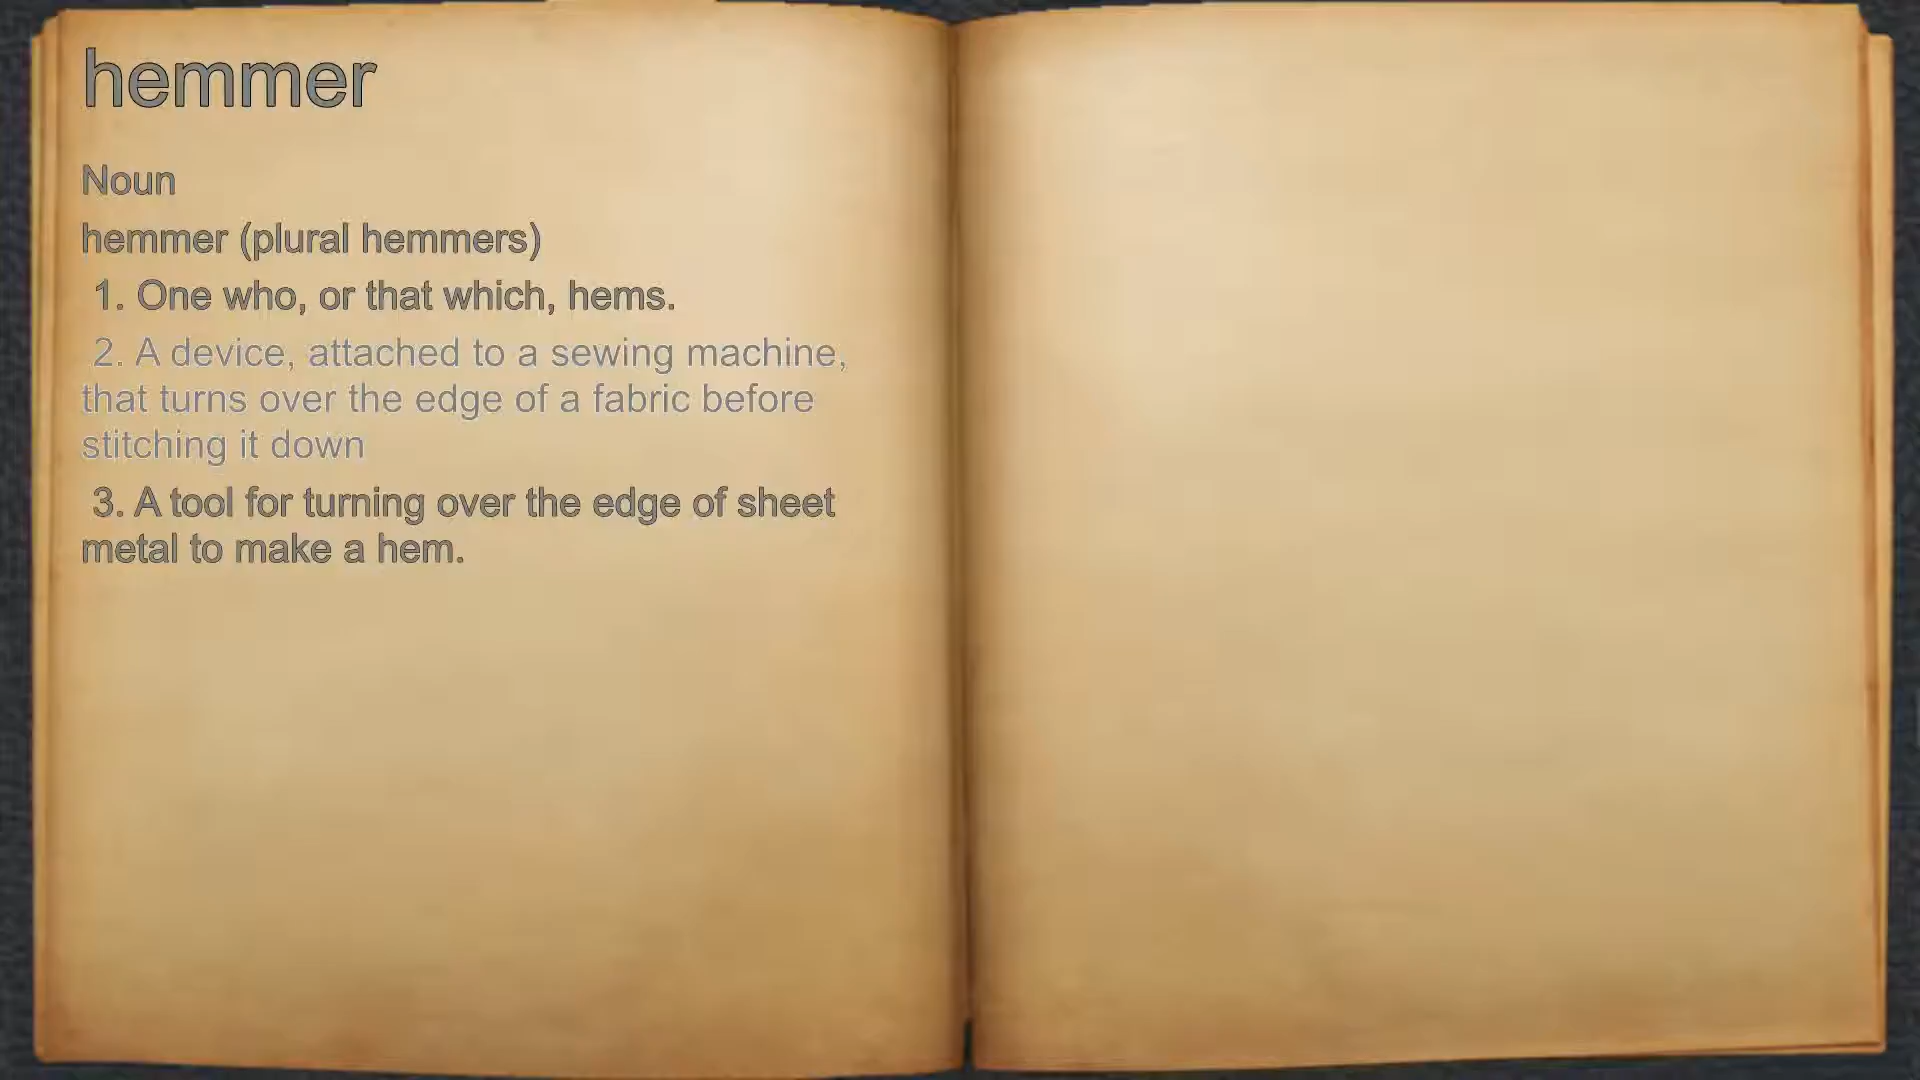 hemmer
Noun
hemmer (plural hemmers)
1. One who, or that which, hems.
2. A device, attached to a sewing machine,
that turns over the edge of a fabric before
stitching it down
3. A tool for turning over the edge of sheet
metal to make a hem.